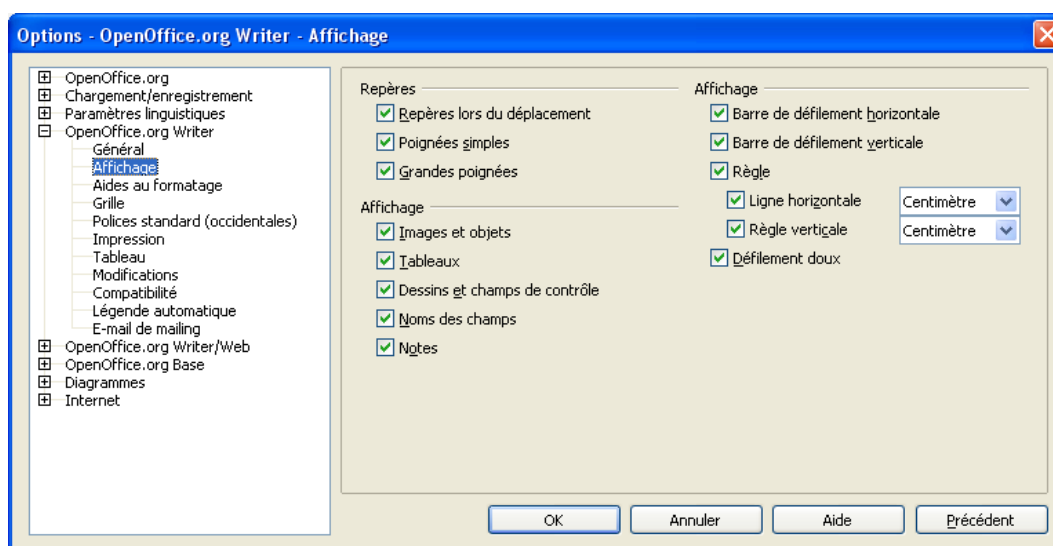 Options - OpenOffice.org Writer - Affichage
OpenOffice.org
Chargement/enregistrement
Paramètres linguistiques
OpenOffice.org Writer
Général
Affichage
Aides au formatage
Grille
Polices standard (occidentales)
Impression
Tableau
Modifications
Compatibilité
Légende automatique
E-mail de mailing
OpenOffice.org Writer/Web
OpenOffice.org Base
Diagrammes
Internet
Repères
Repères lors du déplacement
Poignées simples
Grandes poignées
Affichage
Images et objets
Tableaux
Dessins et champs de contrôle
Noms des champs
Notes
Affichage
Barre de défilement horizontale
Barre de défilement verticale
Règle
Ligne horizontale Centimètre
Règle verticale Centimètre
Défilement doux
OK Annuler Aide Précédent